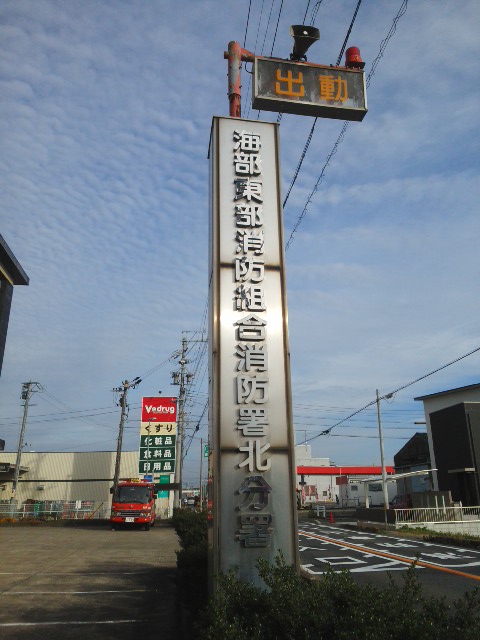 出動
海部東部消防組合消防署北分署
V・drug
くすり
化粧品
飲料品
日用品